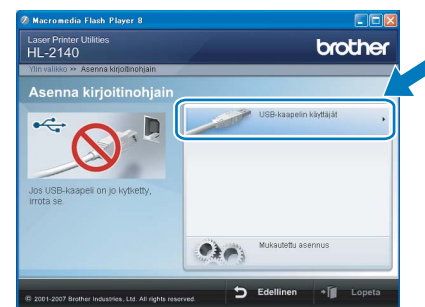 Macromedia Flash Player 8
Laser Printer Utilities
HL-2140
brother
Ylin valikko >> Asenna kirjoitinohjain
Asenna kirjoitinohjain
USB-kaapelin käyttäjät
Jos USB-kaapeli on jo kytketty,
irrota se.
Mukautettu asennus
© 2001-2007 Brother Industries, Ltd. All rights reserved.
Edellinen
Lopeta